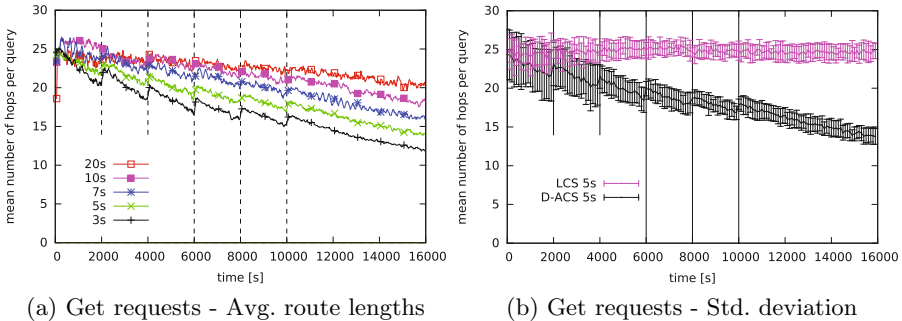 mean number of hops per query
30
25
20
15
10
5
0
20s
10s
7s
5s
3s
0 2000 4000 6000 8000 10000 12000 14000 16000
time [s]
(a) Get requests - Avg. route lengths
mean number of hops per query
30
25
20
15
10
5
0
LCS 5s
D-ACS 5s
0 2000 4000 6000 8000 10000 12000 14000 16000
time [s]
(b) Get requests - Std. deviation